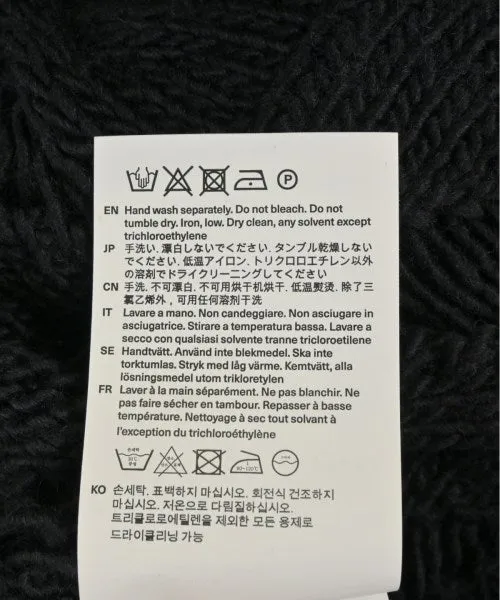 P
EN Hand wash separately. Do not bleach. Do not
tumble dry. Iron, low. Dry clean, any solvent except
trichloroethylene
JP 手洗い. 漂白しないでください. タンブル乾燥しない
でください. 低温アイロン. トリクロロエチレン以外
の溶剤でドライクリーニングしてください
CN 手洗. 不可漂白. 不可用烘干机烘干. 低温熨烫. 除了三
氯乙烯外，可用任何溶剂干洗
IT Lavare a mano. Non candeggiare. Non asciugare in
asciugatrice. Stirare a temperatura bassa. Lavare a
secco con qualsiasi solvente tranne tricloroetilene
SE Handtvätt. Använd inte blekmedel. Ska inte
torktumlas. Stryk med låg värme. Kemtvätt, alla
lösningsmedel utom trikloretylen
FR Laver à la main séparément. Ne pas blanchir. Ne
pas faire sécher en tambour. Repasser à basse
température. Nettoyage à sec tout solvant à
l'exception du trichloréthylène
KO 손세탁. 표백하지 마십시오. 회전식 건조하지
마십시오. 저온으로 다림질하십시오.
트리클로로에틸렌을 제외한 모든 용제로
드라이클리닝 가능